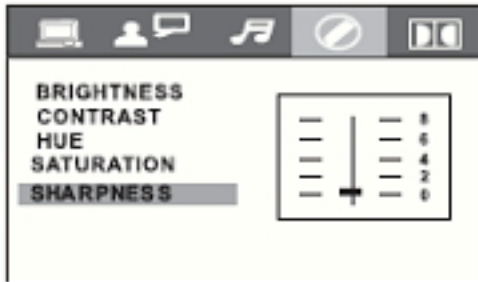 BRIGHTNESS
CONTRAST
HUE
SATURATION
SHARPNESS
8
6
4
2
0